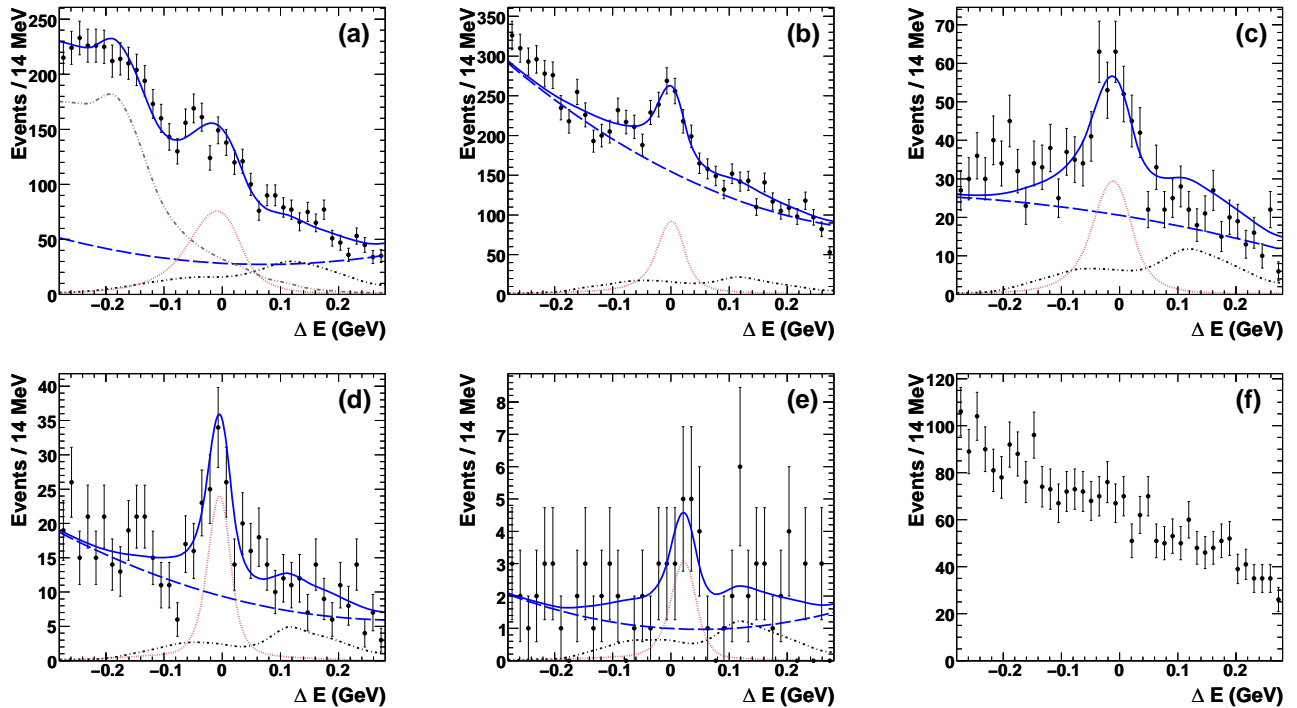 (a)
Events / 14 MeV
250
200
150
100
50
0
−0.2 −0.1 0 0.1 0.2
Δ E (GeV)
(b)
Events / 14 MeV
350
300
250
200
150
100
50
0
−0.2 −0.1 0 0.1 0.2
Δ E (GeV)
(c)
Events / 14 MeV
70
60
50
40
30
20
10
0
−0.2 −0.1 0 0.1 0.2
Δ E (GeV)
(d)
Events / 14 MeV
40
35
30
25
20
15
10
5
0
−0.2 −0.1 0 0.1 0.2
Δ E (GeV)
(e)
Events / 14 MeV
8
7
6
5
4
3
2
1
0
−0.2 −0.1 0 0.1 0.2
Δ E (GeV)
(f)
Events / 14 MeV
120
100
80
60
40
20
0
−0.2 −0.1 0 0.1 0.2
Δ E (GeV)